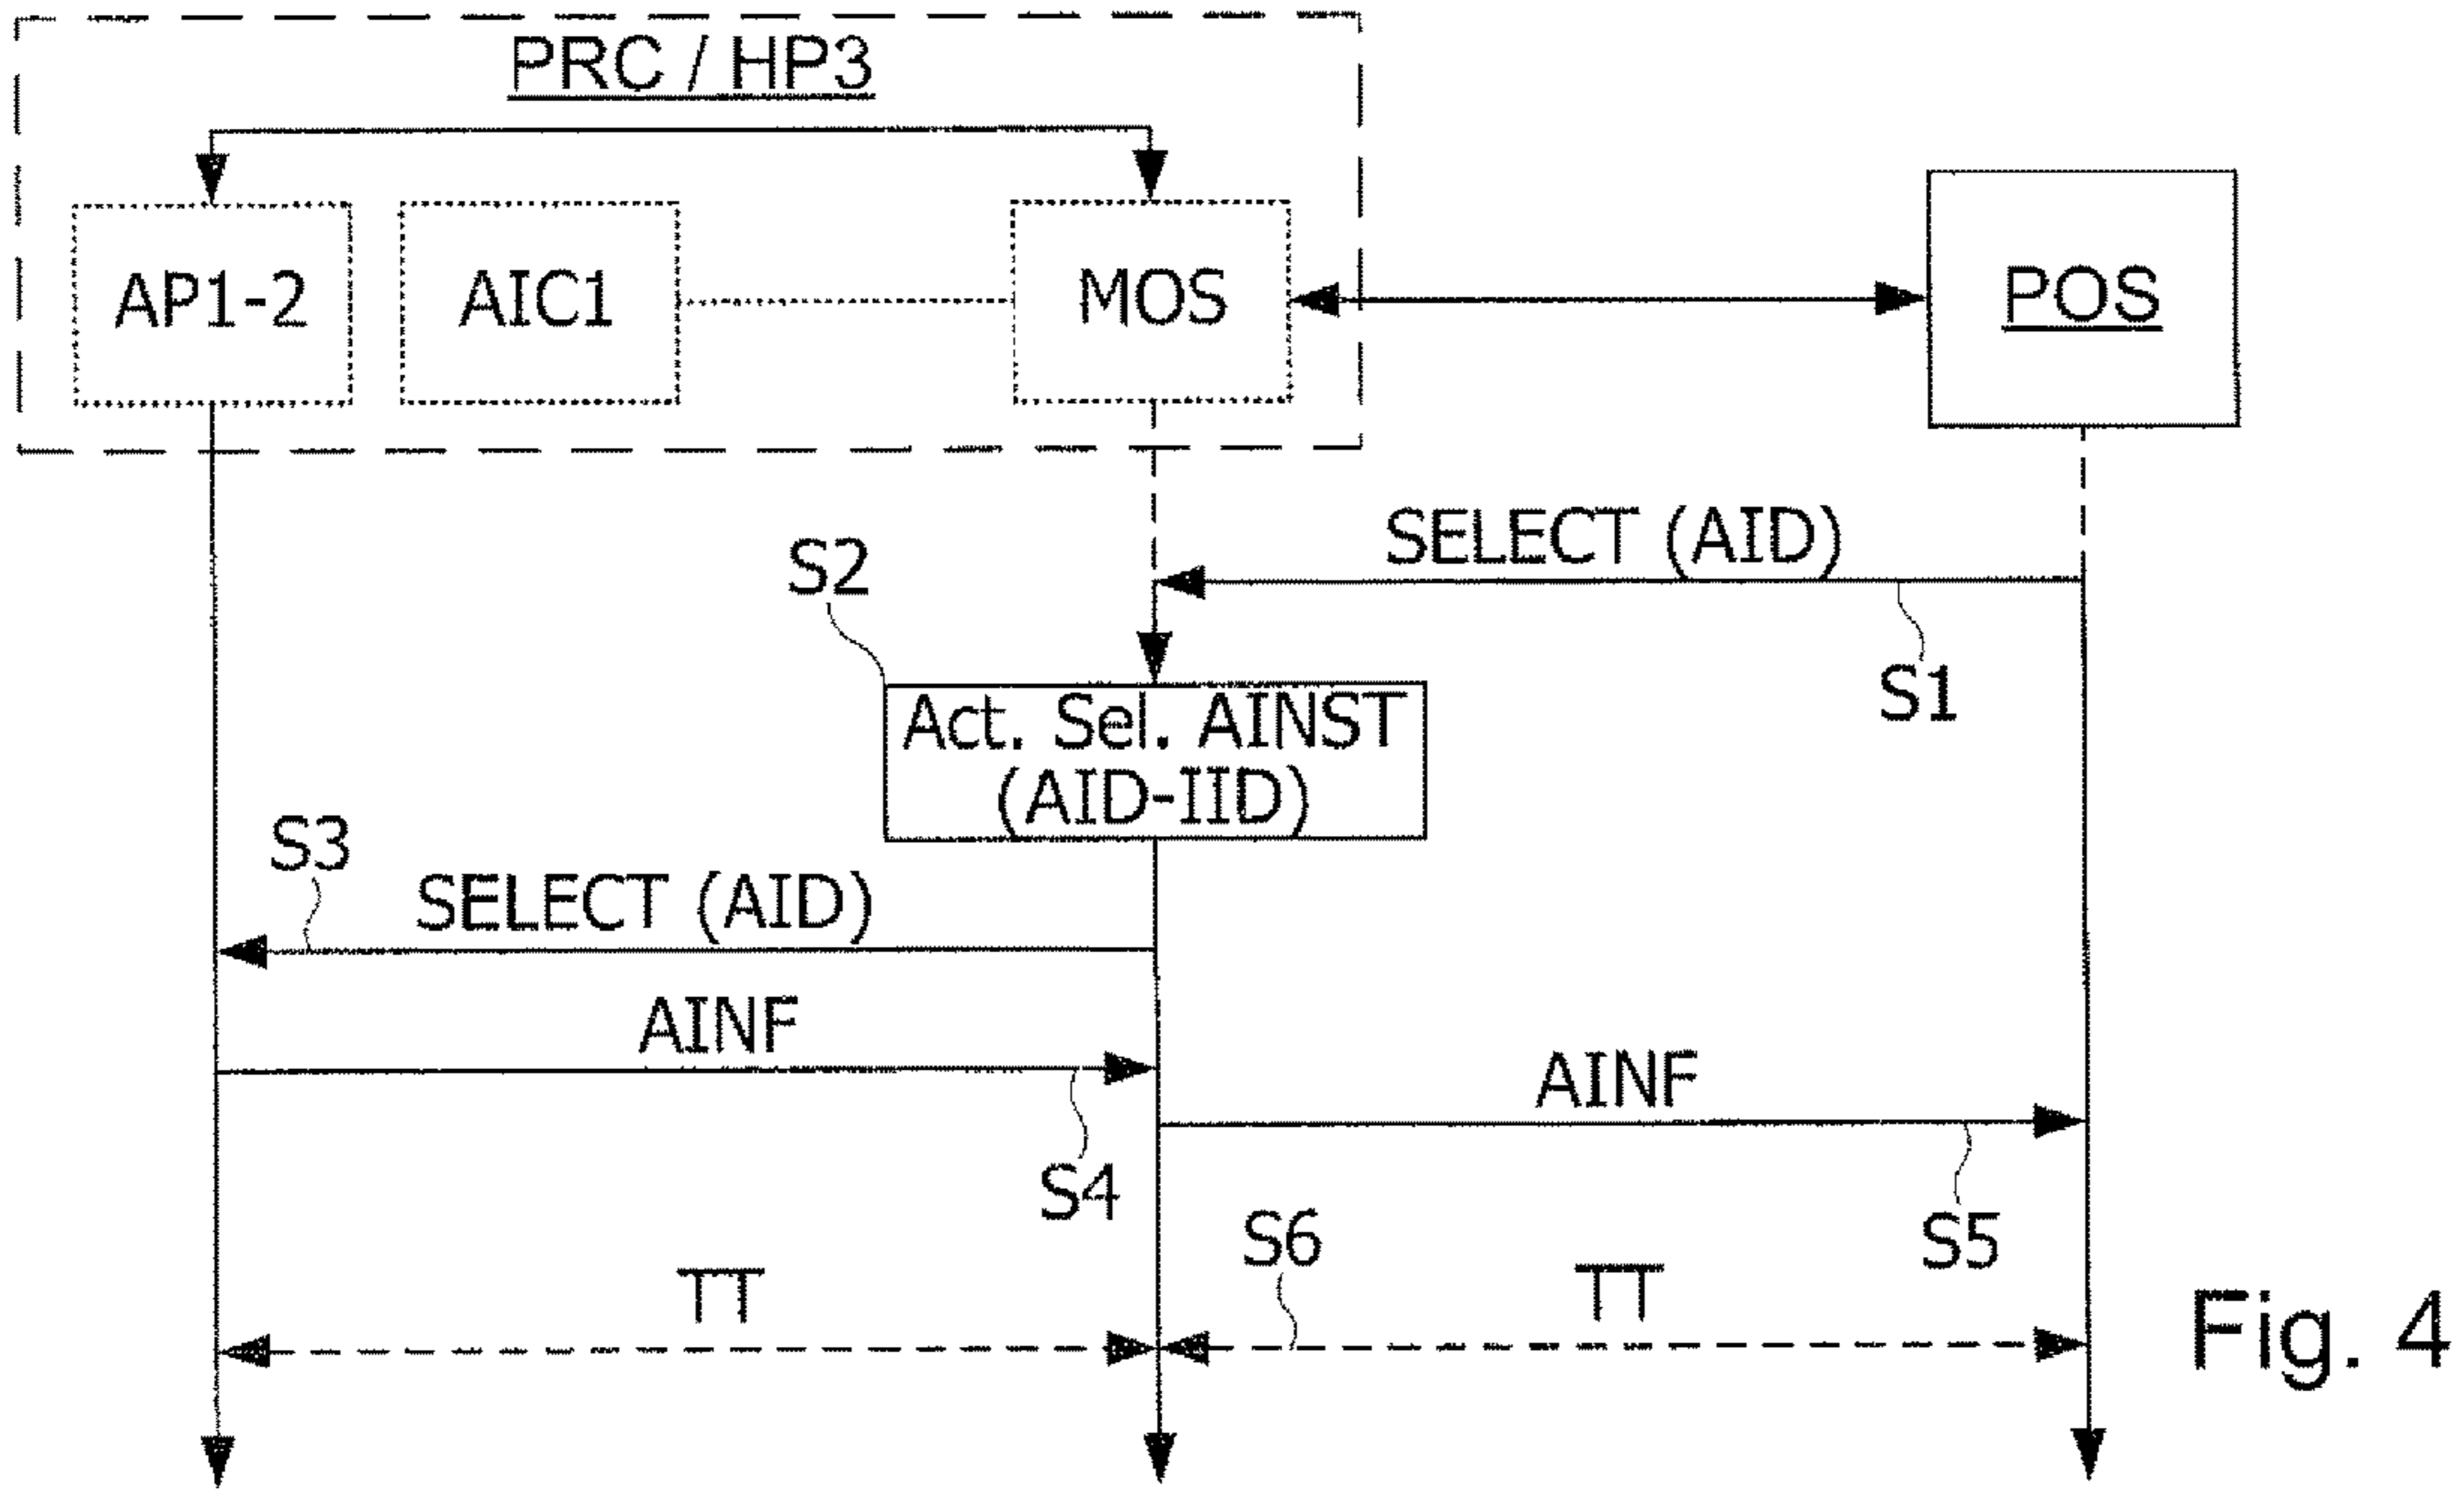 PRC / HP3
AP1-2
AIC1
MOS
POS
SELECT (AID)
S2
S1
Act. Sel. AINST
(AID-IID)
S3
SELECT (AID)
AINF
AINF
S4
S6
S5
TT
TT
Fig. 4